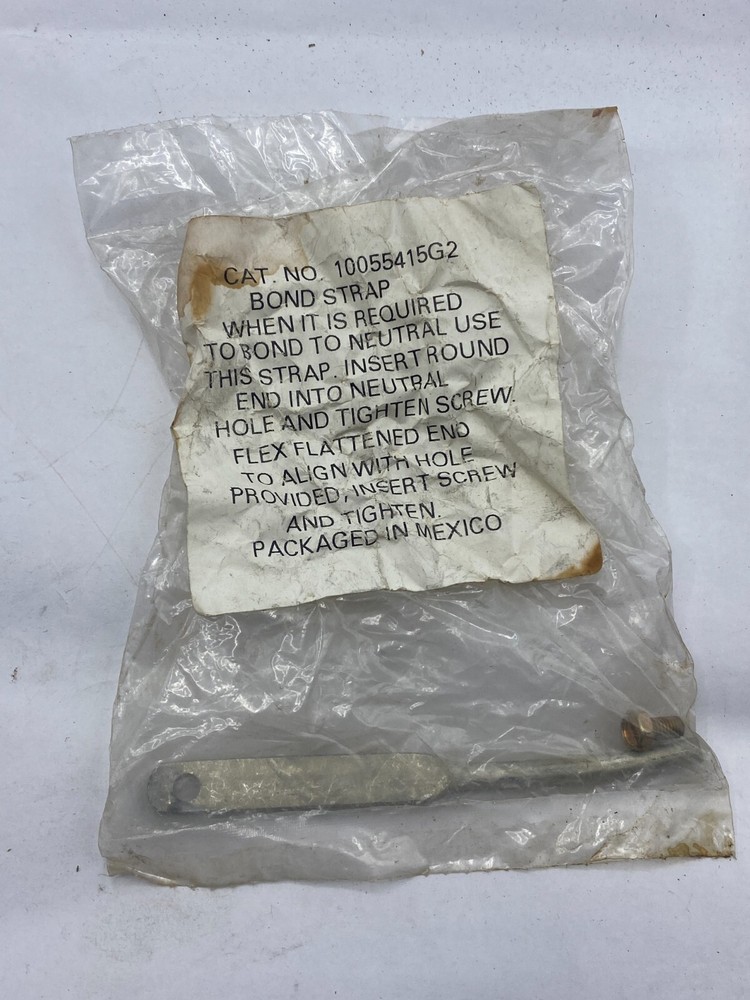 CAT. NO. 10055415G2
BOND STRAP
WHEN IT IS REQUIRED
TO BOND TO NEUTRAL USE
THIS STRAP. INSERT ROUND
END INTO NEUTRAL
HOLE AND TIGHTEN SCREW.
FLEX FLATTENED END
TO ALIGN WITH HOLE
PROVIDED, INSERT SCREW
AND TIGHTEN.
PACKAGED IN MEXICO